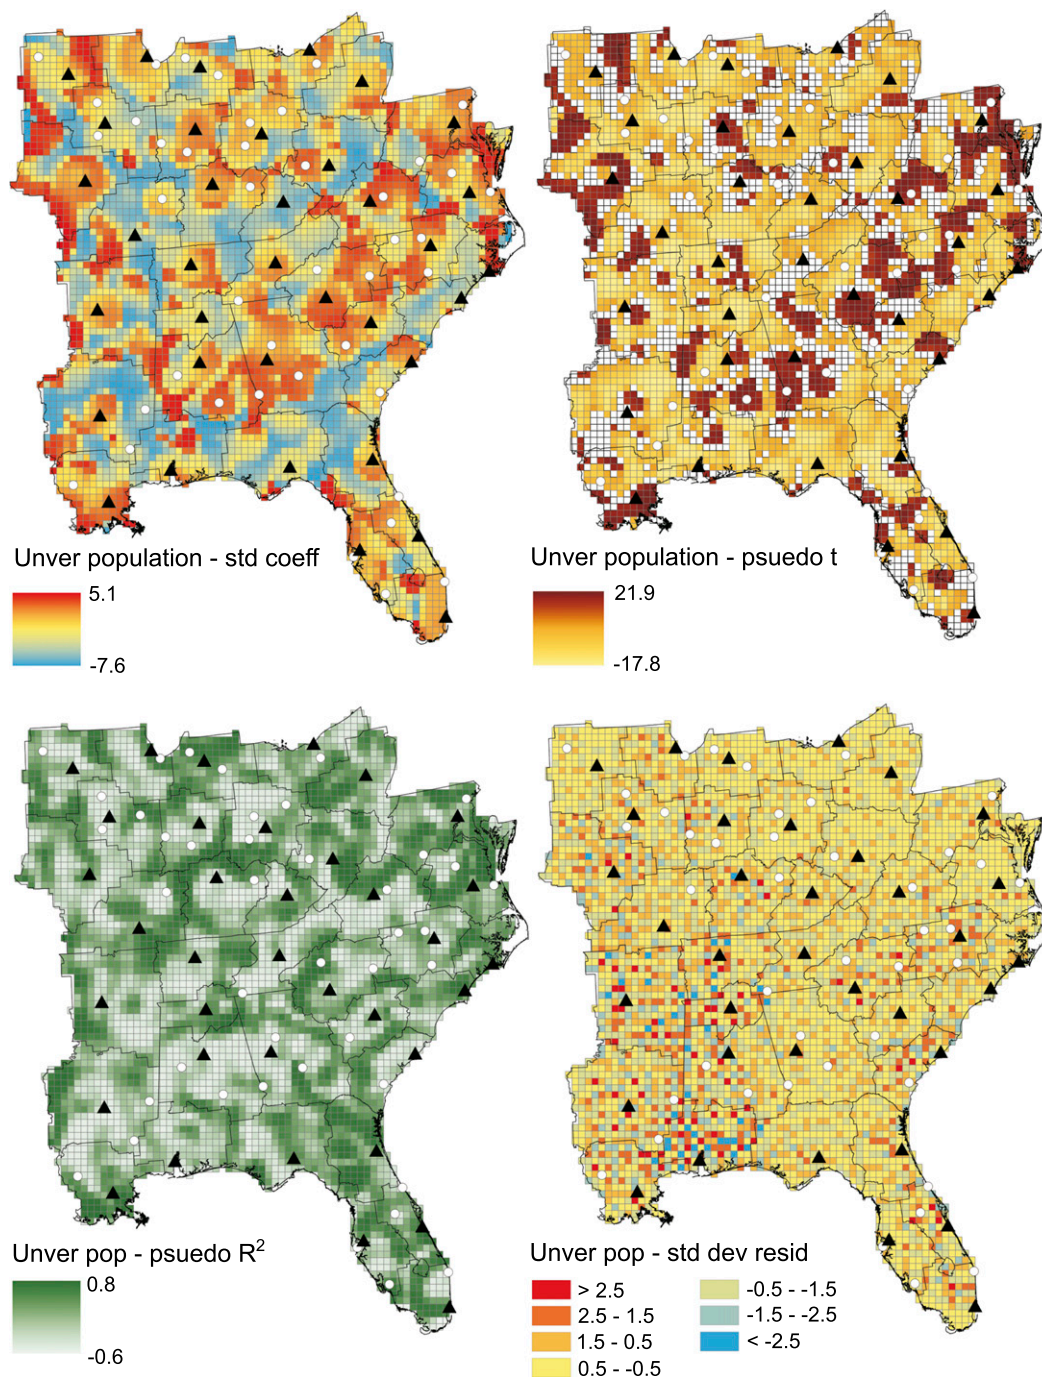 Unver population - std coeff
5.1
-7.6
Unver population - psuedo t
21.9
-17.8
Unver pop - psuedo R²
0.8
-0.6
Unver pop - std dev resid
> 2.5
2.5 - 1.5
1.5 - 0.5
0.5 - -0.5
-0.5 - -1.5
-1.5 - -2.5
< -2.5